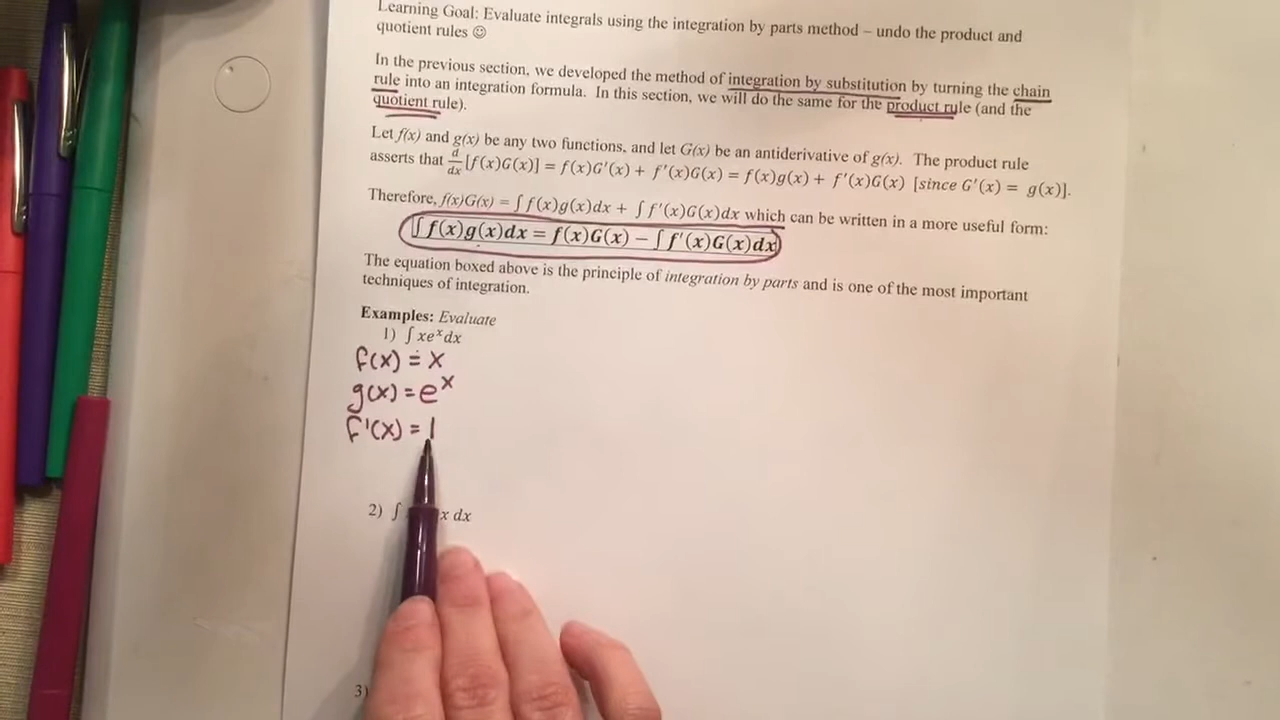 Learning Goal: Evaluate integrals using the integration by parts method – undo the product and
quotient rules ☺
In the previous section, we developed the method of integration by substitution by turning the chain
rule into an integration formula. In this section, we will do the same for the product rule (and the
quotient rule).
Let f(x) and g(x) be any two functions, and let G(x) be an antiderivative of g(x). The product rule
asserts that d/dx [f(x)G(x)] = f(x)G'(x) + f'(x)G(x) = f(x)g(x) + f'(x)G(x) [since G'(x) = g(x)].
Therefore, f(x)G(x) = ∫ f(x)g(x)dx + ∫ f'(x)G(x)dx which can be written in a more useful form:
∫ f(x)g(x)dx = f(x)G(x) − ∫ f'(x)G(x)dx
The equation boxed above is the principle of integration by parts and is one of the most important
techniques of integration.
Examples: Evaluate
1) ∫ xeˣdx
f(x) = x
g(x) = eˣ
f'(x) = 1
2) ∫ x dx
3)